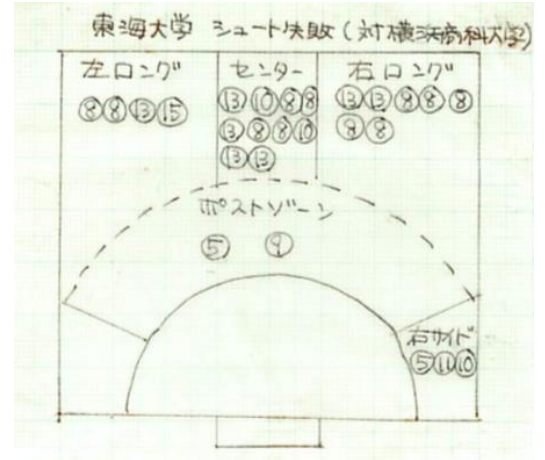 東海大学 シュート失敗(対横浜商科大学)
左ロング センター 右ロング
⑧⑧⑬⑮ ⑬⑩⑧⑧ ⑬⑬⑧⑧⑧
⑬⑧⑧⑩ ⑧⑧
⑬⑬
ポストゾーン
⑤ ⑨
右サイド
⑤⑪⑩